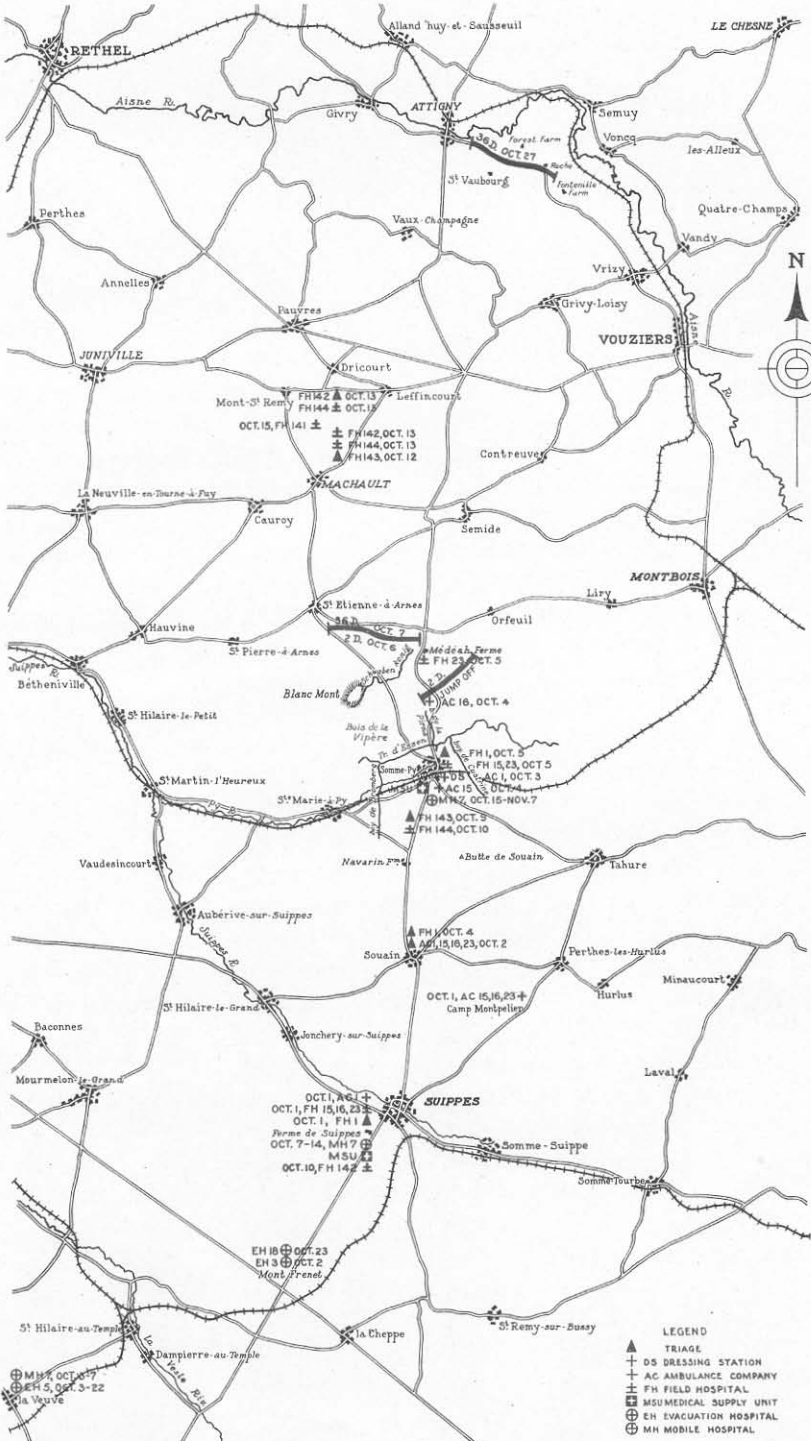 Alland'huy-et-Sausseuil
LE CHESNE
RETHEL
Aisne R.
Givry
ATTIGNY
Semuy
Forest Farm
Voncq
les-Alleux
36 D. OCT. 27
Roche
St Vaubourg
Fontenille Farm
Perthes
Vaux-Champagne
Quatre-Champs
Vandy
N
Annelles
Vrizy
Grivy-Loisy
Pauvres
VOUZIERS
Aisne R.
JUNIVILLE
Dricourt
Mont-St Remy
FH142 OCT. 13
Leffincourt
FH144 OCT. 13
OCT. 15, FH 141
FH142, OCT. 13
FH144, OCT. 13
FH143, OCT. 12
Contreuve
MACHAULT
La Neuville-en-Tourne-à-Fuy
Cauroy
Semide
MONTBOIS
St Etienne-à-Arnes
Liry
Orfeuil
36 D. OCT. 7
2 D. OCT. 6
Hauvine
St Pierre-à-Arnes
Médéah Ferme
FH 23, OCT. 5
Suippes R.
Bétheniville
2 D.
JUMP OFF
Blanc Mont
AC 16, OCT. 4
St Hilaire-le-Petit
Bois de la Vipère
Tr. d'Essen
FH 1, OCT. 5
FH 15, 23, OCT 5
Somme-Py
DS AC 1, OCT. 3
St Martin-l'Heureux
MSU AC 15 OCT. 4
MH 7, OCT. 15-NOV. 7
Py R.
Ste Marie-à-Py
FH 143, OCT. 9
FH 144, OCT. 10
Vaudesincourt
Navarin Fme
Butte de Souain
Tahure
Aubérive-sur-Suippes
Suippes R.
FH 1, OCT. 4
AC 1, 15, 16, 23, OCT. 2
Souain
Perthes-les-Hurlus
Hurlus
Minaucourt
St Hilaire-le-Grand
OCT. 1, AC 15, 16, 23
Camp Montpelier
Baconnes
Jonchery-sur-Suippes
Mourmelon-le-Grand
Laval
OCT. 1, AC 1
SUIPPES
OCT. 1, FH 15, 16, 23
OCT. 1, FH 1
Ferme de Suippes
OCT. 7-14, MH 7
MSU
OCT. 10, FH 142
Somme-Suippe
Somme-Tourbe
EH 18 OCT. 23
EH 3 OCT. 2
Mont Frenet
St Hilaire-au-Temple
la Cheppe
St Remy-sur-Bussy
La Vesle Riv.
Dampierre-au-Temple
MH 7, OCT. 3-7
EH 5, OCT. 3-22
la Veuve
LEGEND
TRIAGE
DS DRESSING STATION
AC AMBULANCE COMPANY
FH FIELD HOSPITAL
MSU MEDICAL SUPPLY UNIT
EH EVACUATION HOSPITAL
MH MOBILE HOSPITAL